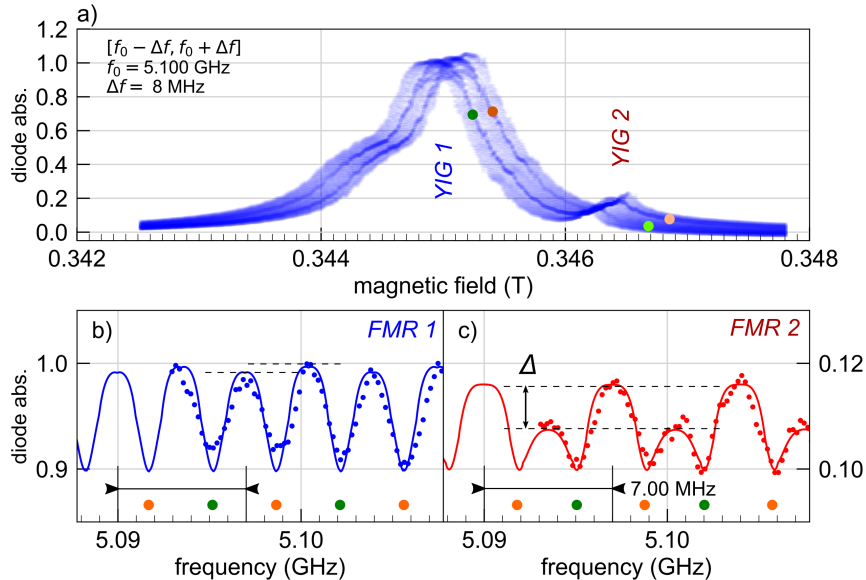 a)
[f₀ − Δf, f₀ + Δf]
f₀ = 5.100 GHz
Δf = 8 MHz
diode abs.
1.2
1.0
0.8
0.6
0.4
0.2
0.0
YIG 1
YIG 2
0.342 0.344 0.346 0.348
magnetic field (T)
b) FMR 1
c) FMR 2
diode abs.
1.0
0.9
Δ
0.12
0.10
7.00 MHz
5.09 5.10 5.09 5.10
frequency (GHz) frequency (GHz)